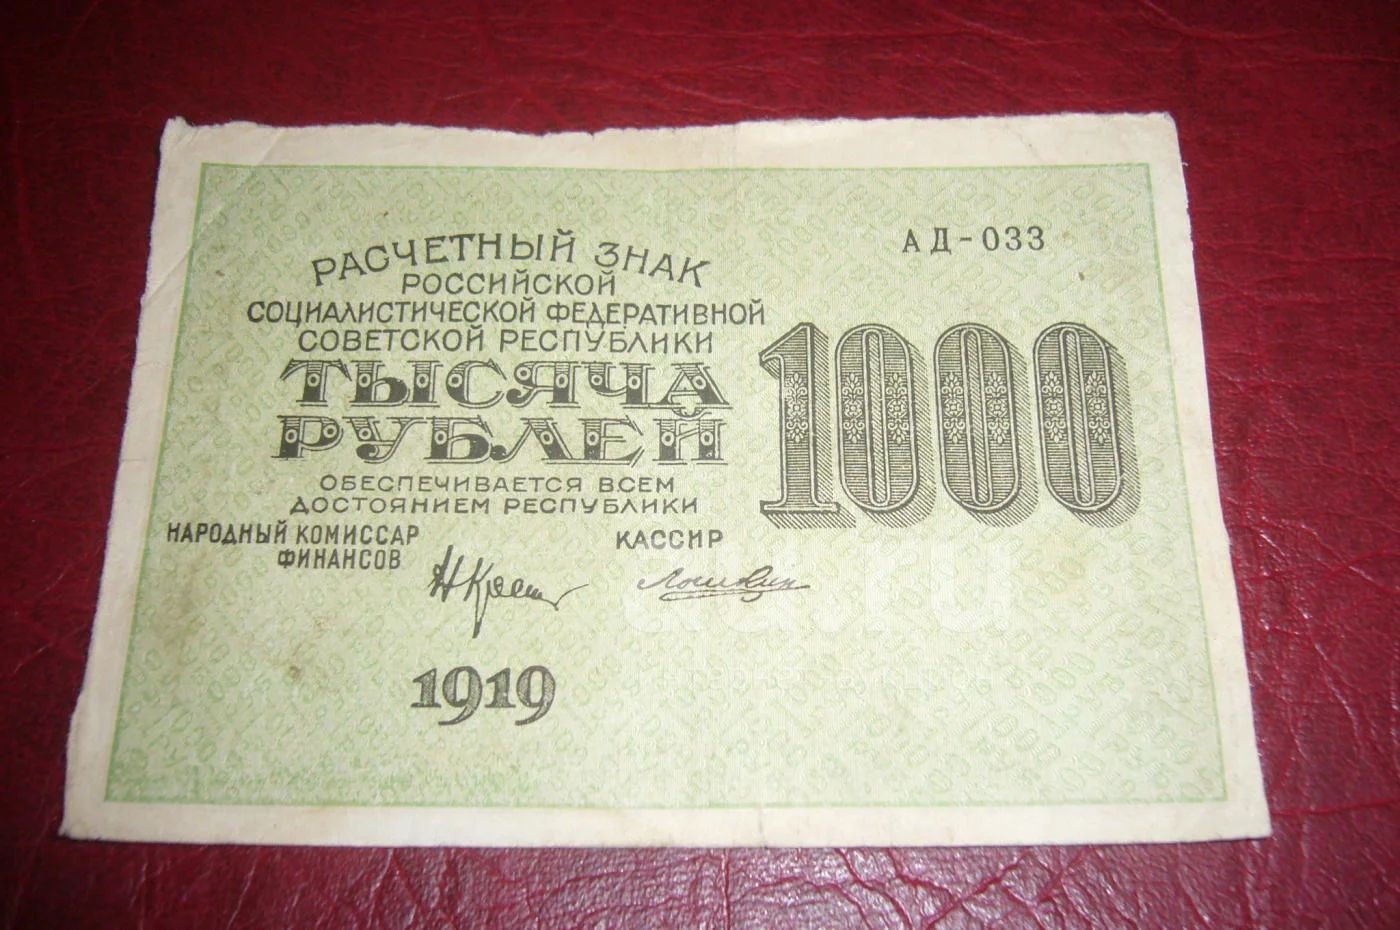 РАСЧЕТНЫЙ ЗНАК
РОССИЙСКОЙ
СОЦИАЛИСТИЧЕСКОЙ ФЕДЕРАТИВНОЙ
СОВЕТСКОЙ РЕСПУБЛИКИ
ТЫСЯЧА
РУБЛЕЙ
ОБЕСПЕЧИВАЕТСЯ ВСЕМ
ДОСТОЯНИЕМ РЕСПУБЛИКИ
НАРОДНЫЙ КОМИССАР
ФИНАНСОВ
КАССИР
1919
АД-033
1000